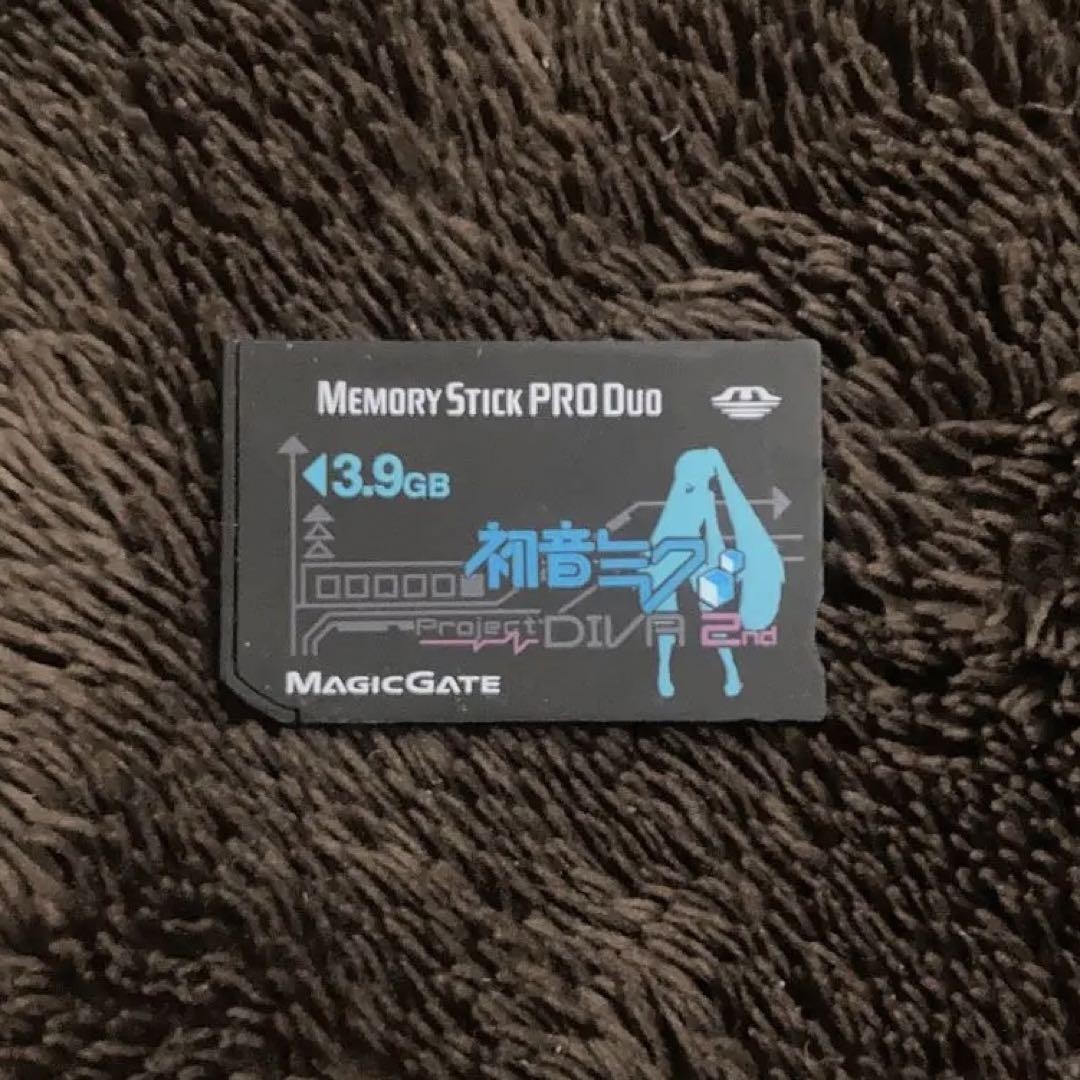 MEMORY STICK PRO DUO
3.9GB
初音ミク
Project DIVA 2nd
MAGICGATE